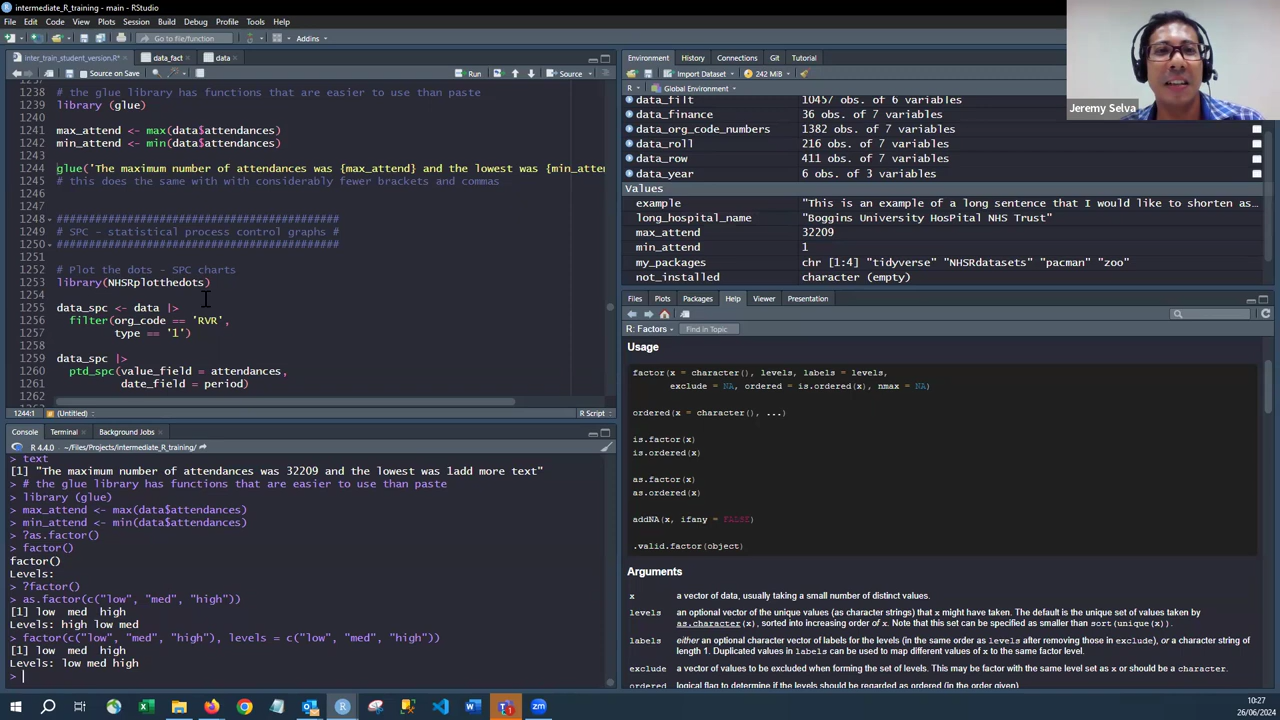 intermediate_R_training - main - RStudio
File Edit Code View Plots Session Build Debug Profile Tools Help
Go to file/function
Addins
inter_train_student_version.R*
data_fact
data
Source on Save
Run
Source
1238 # the glue library has functions that are easier to use than paste
1239 library (glue)
1240
1241 max_attend <- max(data$attendances)
1242 min_attend <- min(data$attendances)
1243
1244 glue('The maximum number of attendances was {max_attend} and the lowest was {min_atten
1245 # this does the same with with considerably fewer brackets and commas
1246
1247
1248 ###########################################
1249 # SPC - statistical process control graphs #
1250 ###########################################
1251
1252 # Plot the dots - SPC charts
1253 library(NHSRplotthedots)
1254
1255 data_spc <- data |>
1256 filter(org_code == 'RVR',
1257 type == '1')
1258
1259 data_spc |>
1260 ptd_spc(value_field = attendances,
1261 date_field = period)
1262
1244:1
(Untitled)
R Script
Console Terminal Background Jobs
R 4.4.0 · ~/Files/Projects/intermediate_R_training/
> text
[1] "The maximum number of attendances was 32209 and the lowest was 1add more text"
> # the glue library has functions that are easier to use than paste
> library (glue)
> max_attend <- max(data$attendances)
> min_attend <- min(data$attendances)
> ?as.factor()
> factor()
factor()
Levels:
> ?factor()
> as.factor(c("low", "med", "high"))
[1] low med high
Levels: high low med
> factor(c("low", "med", "high"), levels = c("low", "med", "high"))
[1] low med high
Levels: low med high
>
Environment History Connections Git Tutorial
Import Dataset
242 MiB
R
Global Environment
data_filt 10457 obs. of 6 variables
data_finance 36 obs. of 7 variables
data_org_code_numbers 1382 obs. of 7 variables
data_roll 216 obs. of 7 variables
data_row 411 obs. of 7 variables
data_year 6 obs. of 3 variables
Values
example "This is an example of a long sentence that I would like to shorten as…
long_hospital_name "Boggins University HosPital NHS Trust"
max_attend 32209
min_attend 1
my_packages chr [1:4] "tidyverse" "NHSRdatasets" "pacman" "zoo"
not_installed character (empty)
Jeremy Selva
Files Plots Packages Help Viewer Presentation
R: Factors
Find in Topic
Usage
factor(x = character(), levels, labels = levels,
exclude = NA, ordered = is.ordered(x), nmax = NA)
ordered(x = character(), ...)
is.factor(x)
is.ordered(x)
as.factor(x)
as.ordered(x)
addNA(x, ifany = FALSE)
.valid.factor(object)
Arguments
x a vector of data, usually taking a small number of distinct values.
levels an optional vector of the unique values (as character strings) that x might have taken. The default is the unique set of values taken by
as.character(x), sorted into increasing order of x. Note that this set can be specified as smaller than sort(unique(x)).
labels either an optional character vector of labels for the levels (in the same order as levels after removing those in exclude), or a character string of
length 1. Duplicated values in labels can be used to map different values of x to the same factor level.
exclude a vector of values to be excluded when forming the set of levels. This may be factor with the same level set as x or should be a character.
ordered logical flag to determine if the levels should be regarded as ordered (in the order given).
10:27
26/06/2024